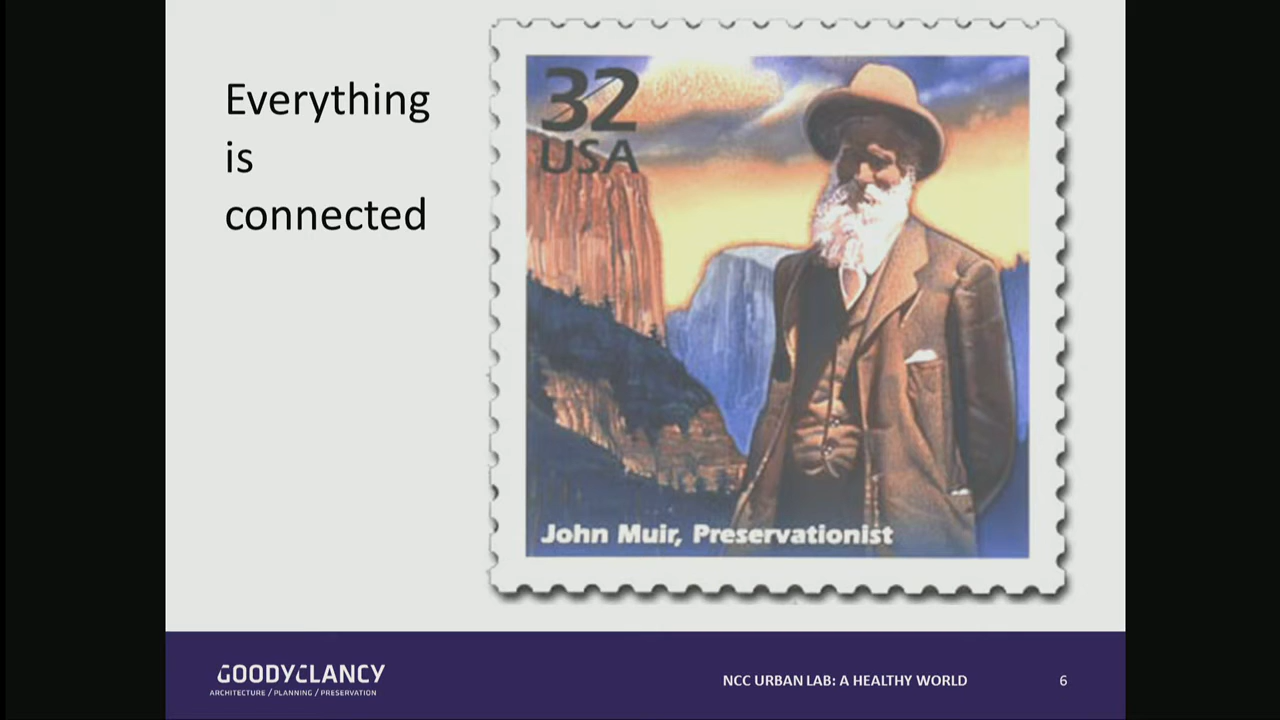 Everything
is
connected
32
USA
John Muir, Preservationist
GOODYCLANCY
ARCHITECTURE / PLANNING / PRESERVATION
NCC URBAN LAB: A HEALTHY WORLD
6